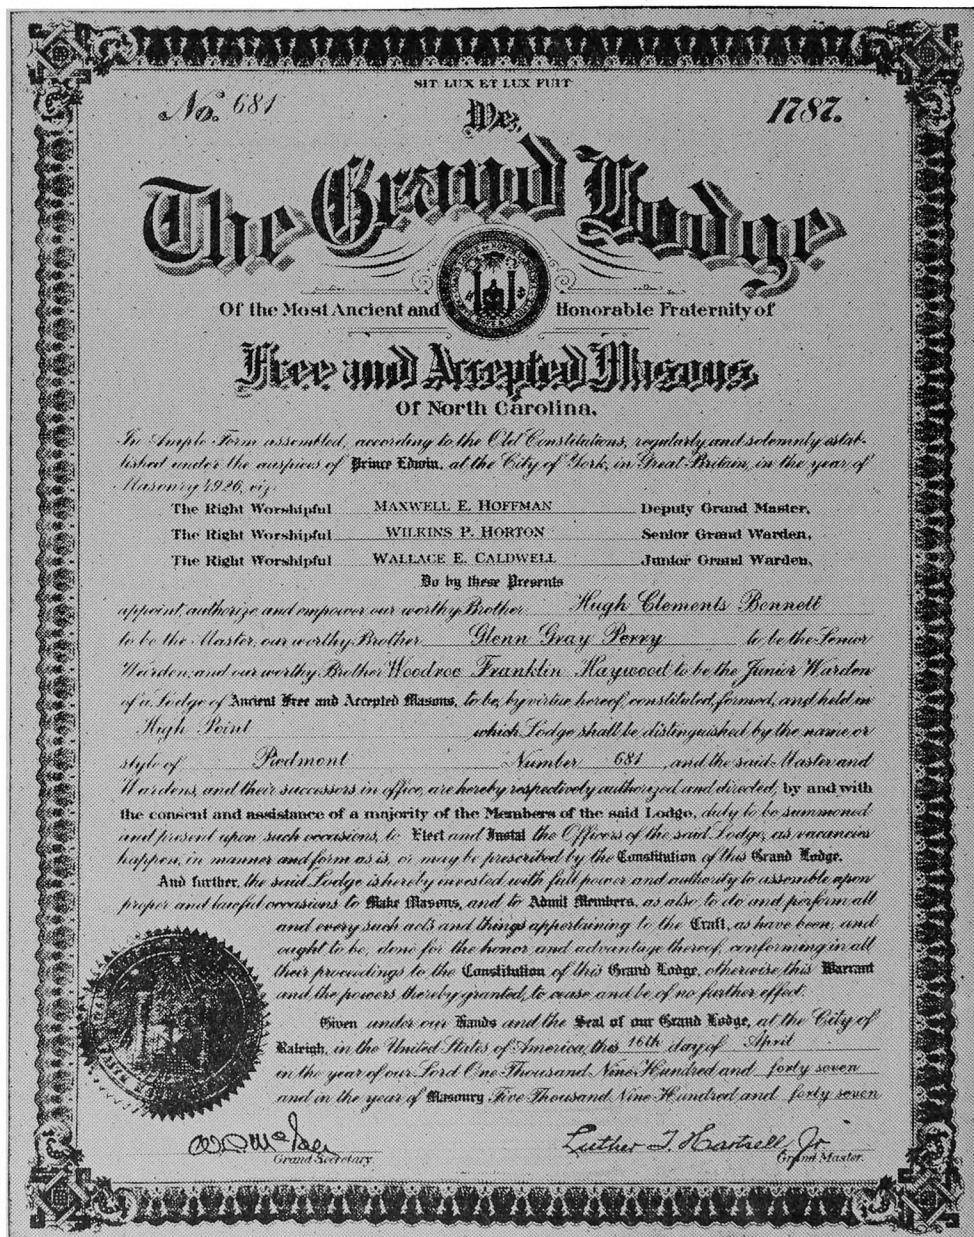 SIT LUX ET LUX FUIT
No. 681
1787.
We,
The Grand Lodge
Of the Most Ancient and Honorable Fraternity of
Free and Accepted Masons
Of North Carolina,
In Ample Form assembled, according to the Old Constitutions, regularly and solemnly estab-
lished under the auspices of Prince Edwin, at the City of York, in Great Britain, in the year of
Masonry 4926, viz:
The Right Worshipful MAXWELL E. HOFFMAN Deputy Grand Master,
The Right Worshipful WILKINS P. HORTON Senior Grand Warden,
The Right Worshipful WALLACE E. CALDWELL Junior Grand Warden,
Do by these Presents
appoint, authorize and empower our worthy Brother Hugh Clements Bennett
to be the Master, our worthy Brother Glenn Gray Perry to be the Senior
Warden, and our worthy Brother Woodroe Franklin Haywood to be the Junior Warden
of a Lodge of Ancient Free and Accepted Masons, to be, by virtue hereof, constituted, formed, and held in
High Point which Lodge shall be distinguished by the name or
style of Piedmont Number 681, and the said Master and
Wardens, and their successors in office, are hereby respectively authorized and directed, by and with
the consent and assistance of a majority of the Members of the said Lodge, duly to be summoned
and present upon such occasions, to Elect and Instal the Officers of the said Lodge, as vacancies
happen, in manner and form as is, or may be prescribed by the Constitution of this Grand Lodge.
And further, the said Lodge is hereby invested with full power and authority to assemble upon
proper and lawful occasions to Make Masons, and to Admit Members, as also to do and perform all
and every such acts and things appertaining to the Craft, as have been, and
ought to be, done for the honor and advantage thereof, conforming in all
their proceedings to the Constitution of this Grand Lodge, otherwise this Warrant
and the powers thereby granted, to cease and be of no further effect.
Given under our Hands and the Seal of our Grand Lodge, at the City of
Raleigh, in the United States of America, this 16th day of April
in the year of our Lord One Thousand Nine Hundred and forty seven
and in the year of Masonry Five Thousand Nine Hundred and forty seven
Luther T. Hartsell, Jr
Grand Secretary.
Grand Master.